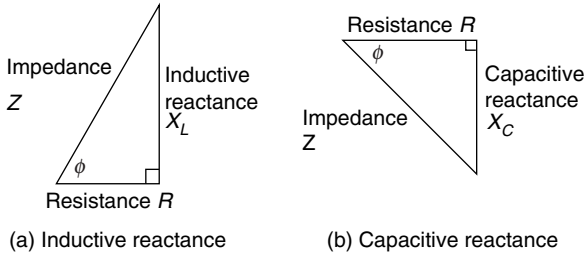 Impedance
Z
Inductive
reactance
X_L
ϕ
Resistance R
(a) Inductive reactance
Resistance R
ϕ
Capacitive
reactance
X_C
Impedance
Z
(b) Capacitive reactance